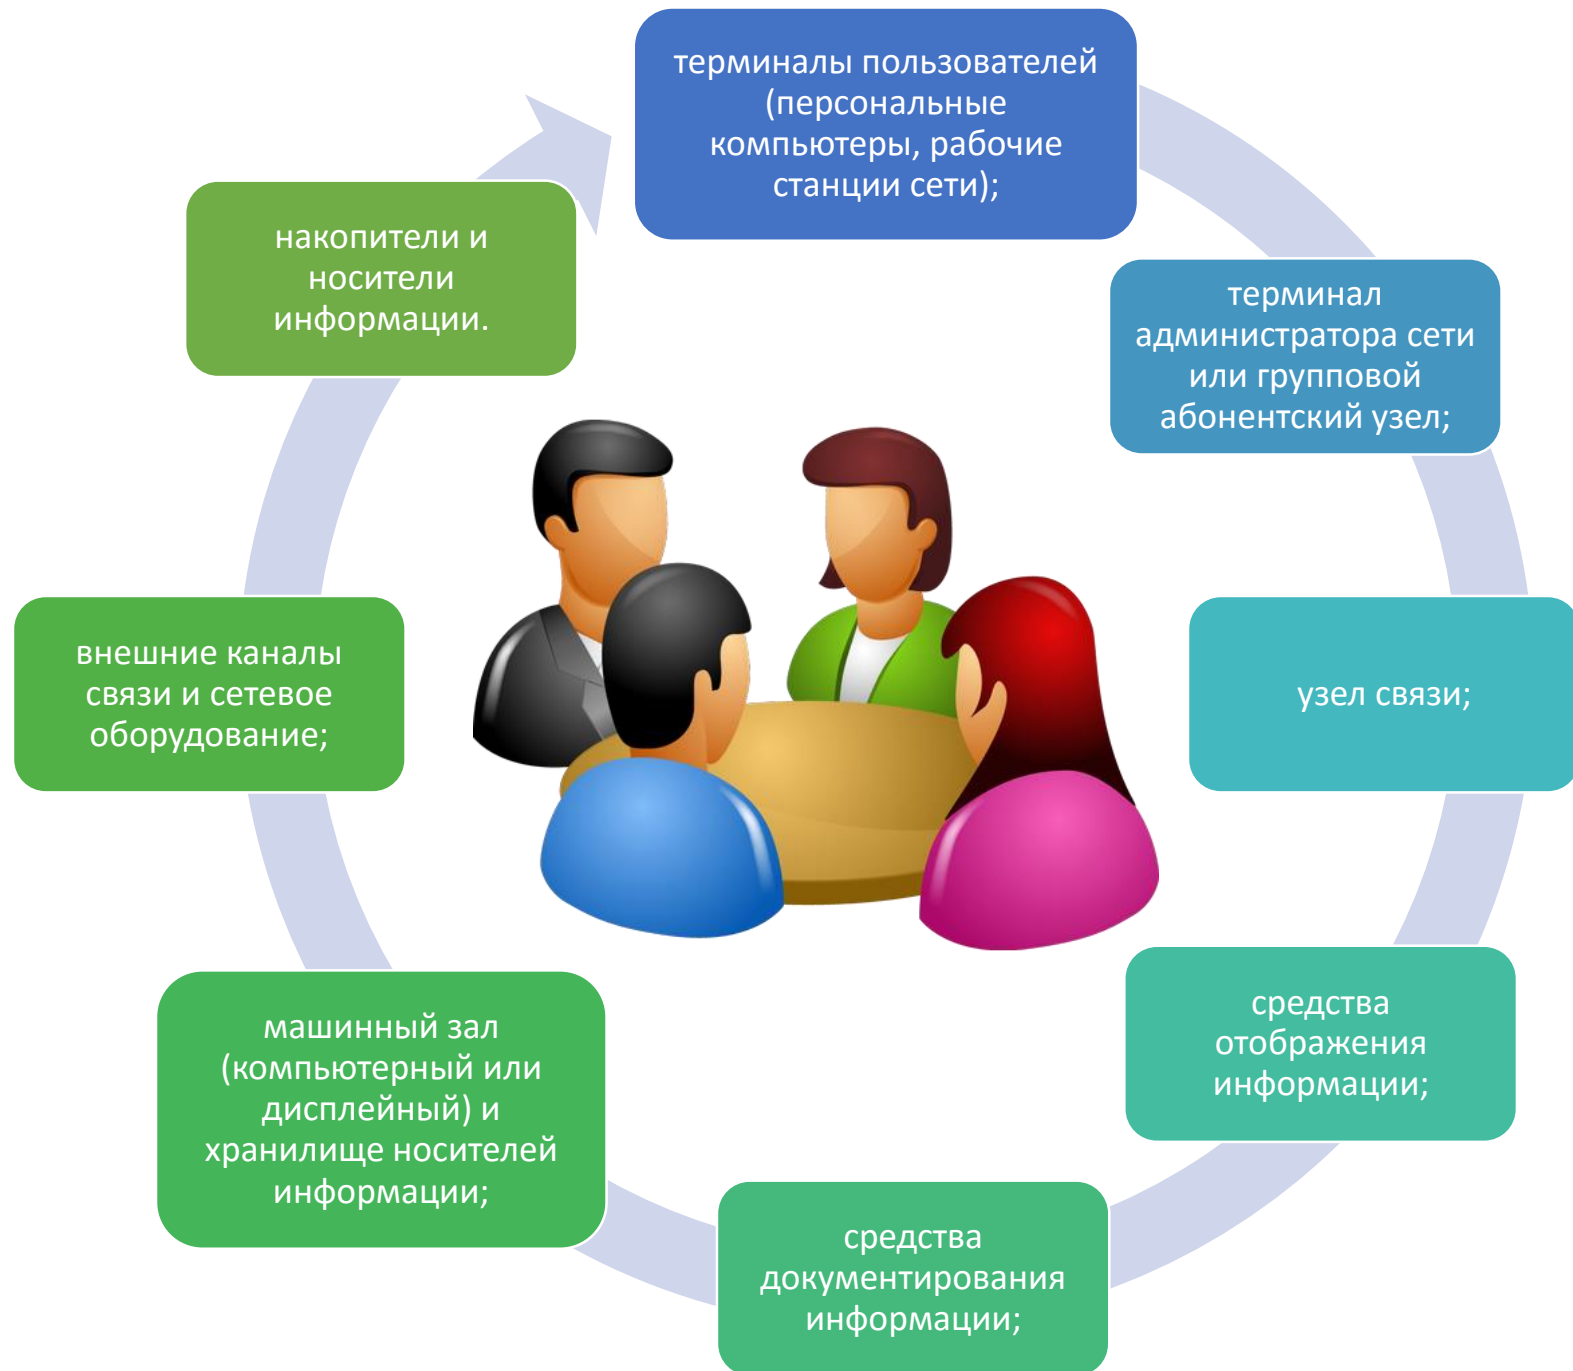 терминалы пользователей
(персональные
компьютеры, рабочие
станции сети);
терминал
администратора сети
или групповой
абонентский узел;
узел связи;
средства
отображения
информации;
средства
документирования
информации;
машинный зал
(компьютерный или
дисплейный) и
хранилище носителей
информации;
внешние каналы
связи и сетевое
оборудование;
накопители и
носители
информации.